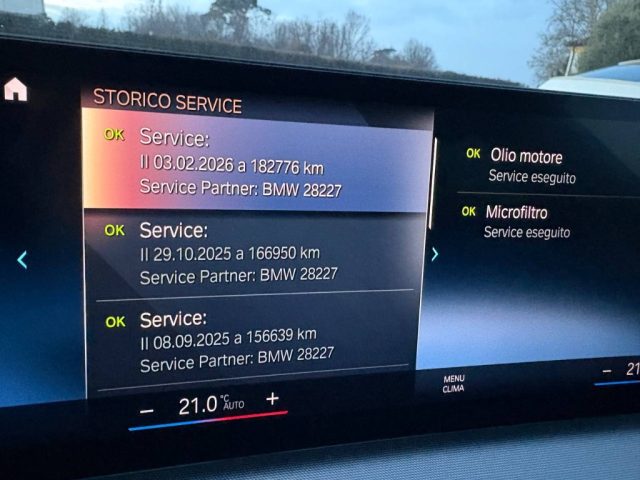 STORICO SERVICE
OK Service:
Il 03.02.2026 a 182776 km
Service Partner: BMW 28227
OK Service:
Il 29.10.2025 a 166950 km
Service Partner: BMW 28227
OK Service:
Il 08.09.2025 a 156639 km
Service Partner: BMW 28227
OK Olio motore
Service eseguito
OK Microfiltro
Service eseguito
− 21.0 °C AUTO +
MENU
CLIMA
− 21